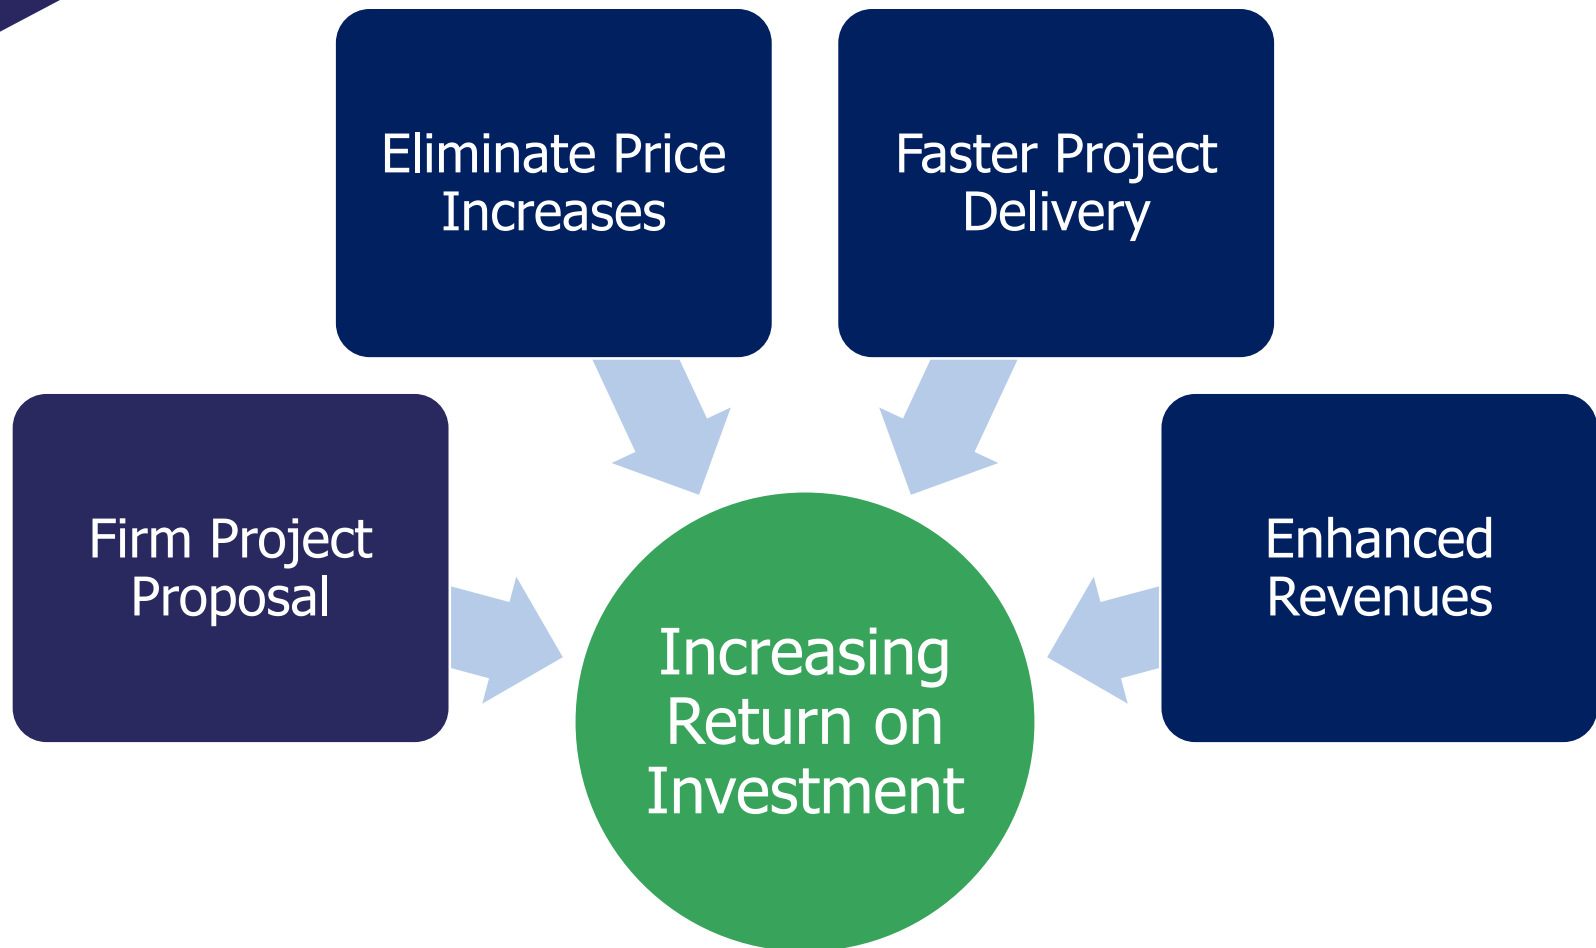 Eliminate Price
Increases
Faster Project
Delivery
Firm Project
Proposal
Enhanced
Revenues
Increasing
Return on
Investment